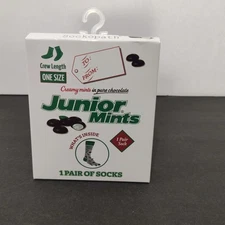 Crew Length
ONE SIZE
TO
FROM
Creamy mints in pure chocolate
Junior
Mints
1 Pair
Sock
WHAT'S INSIDE
1 PAIR OF SOCKS